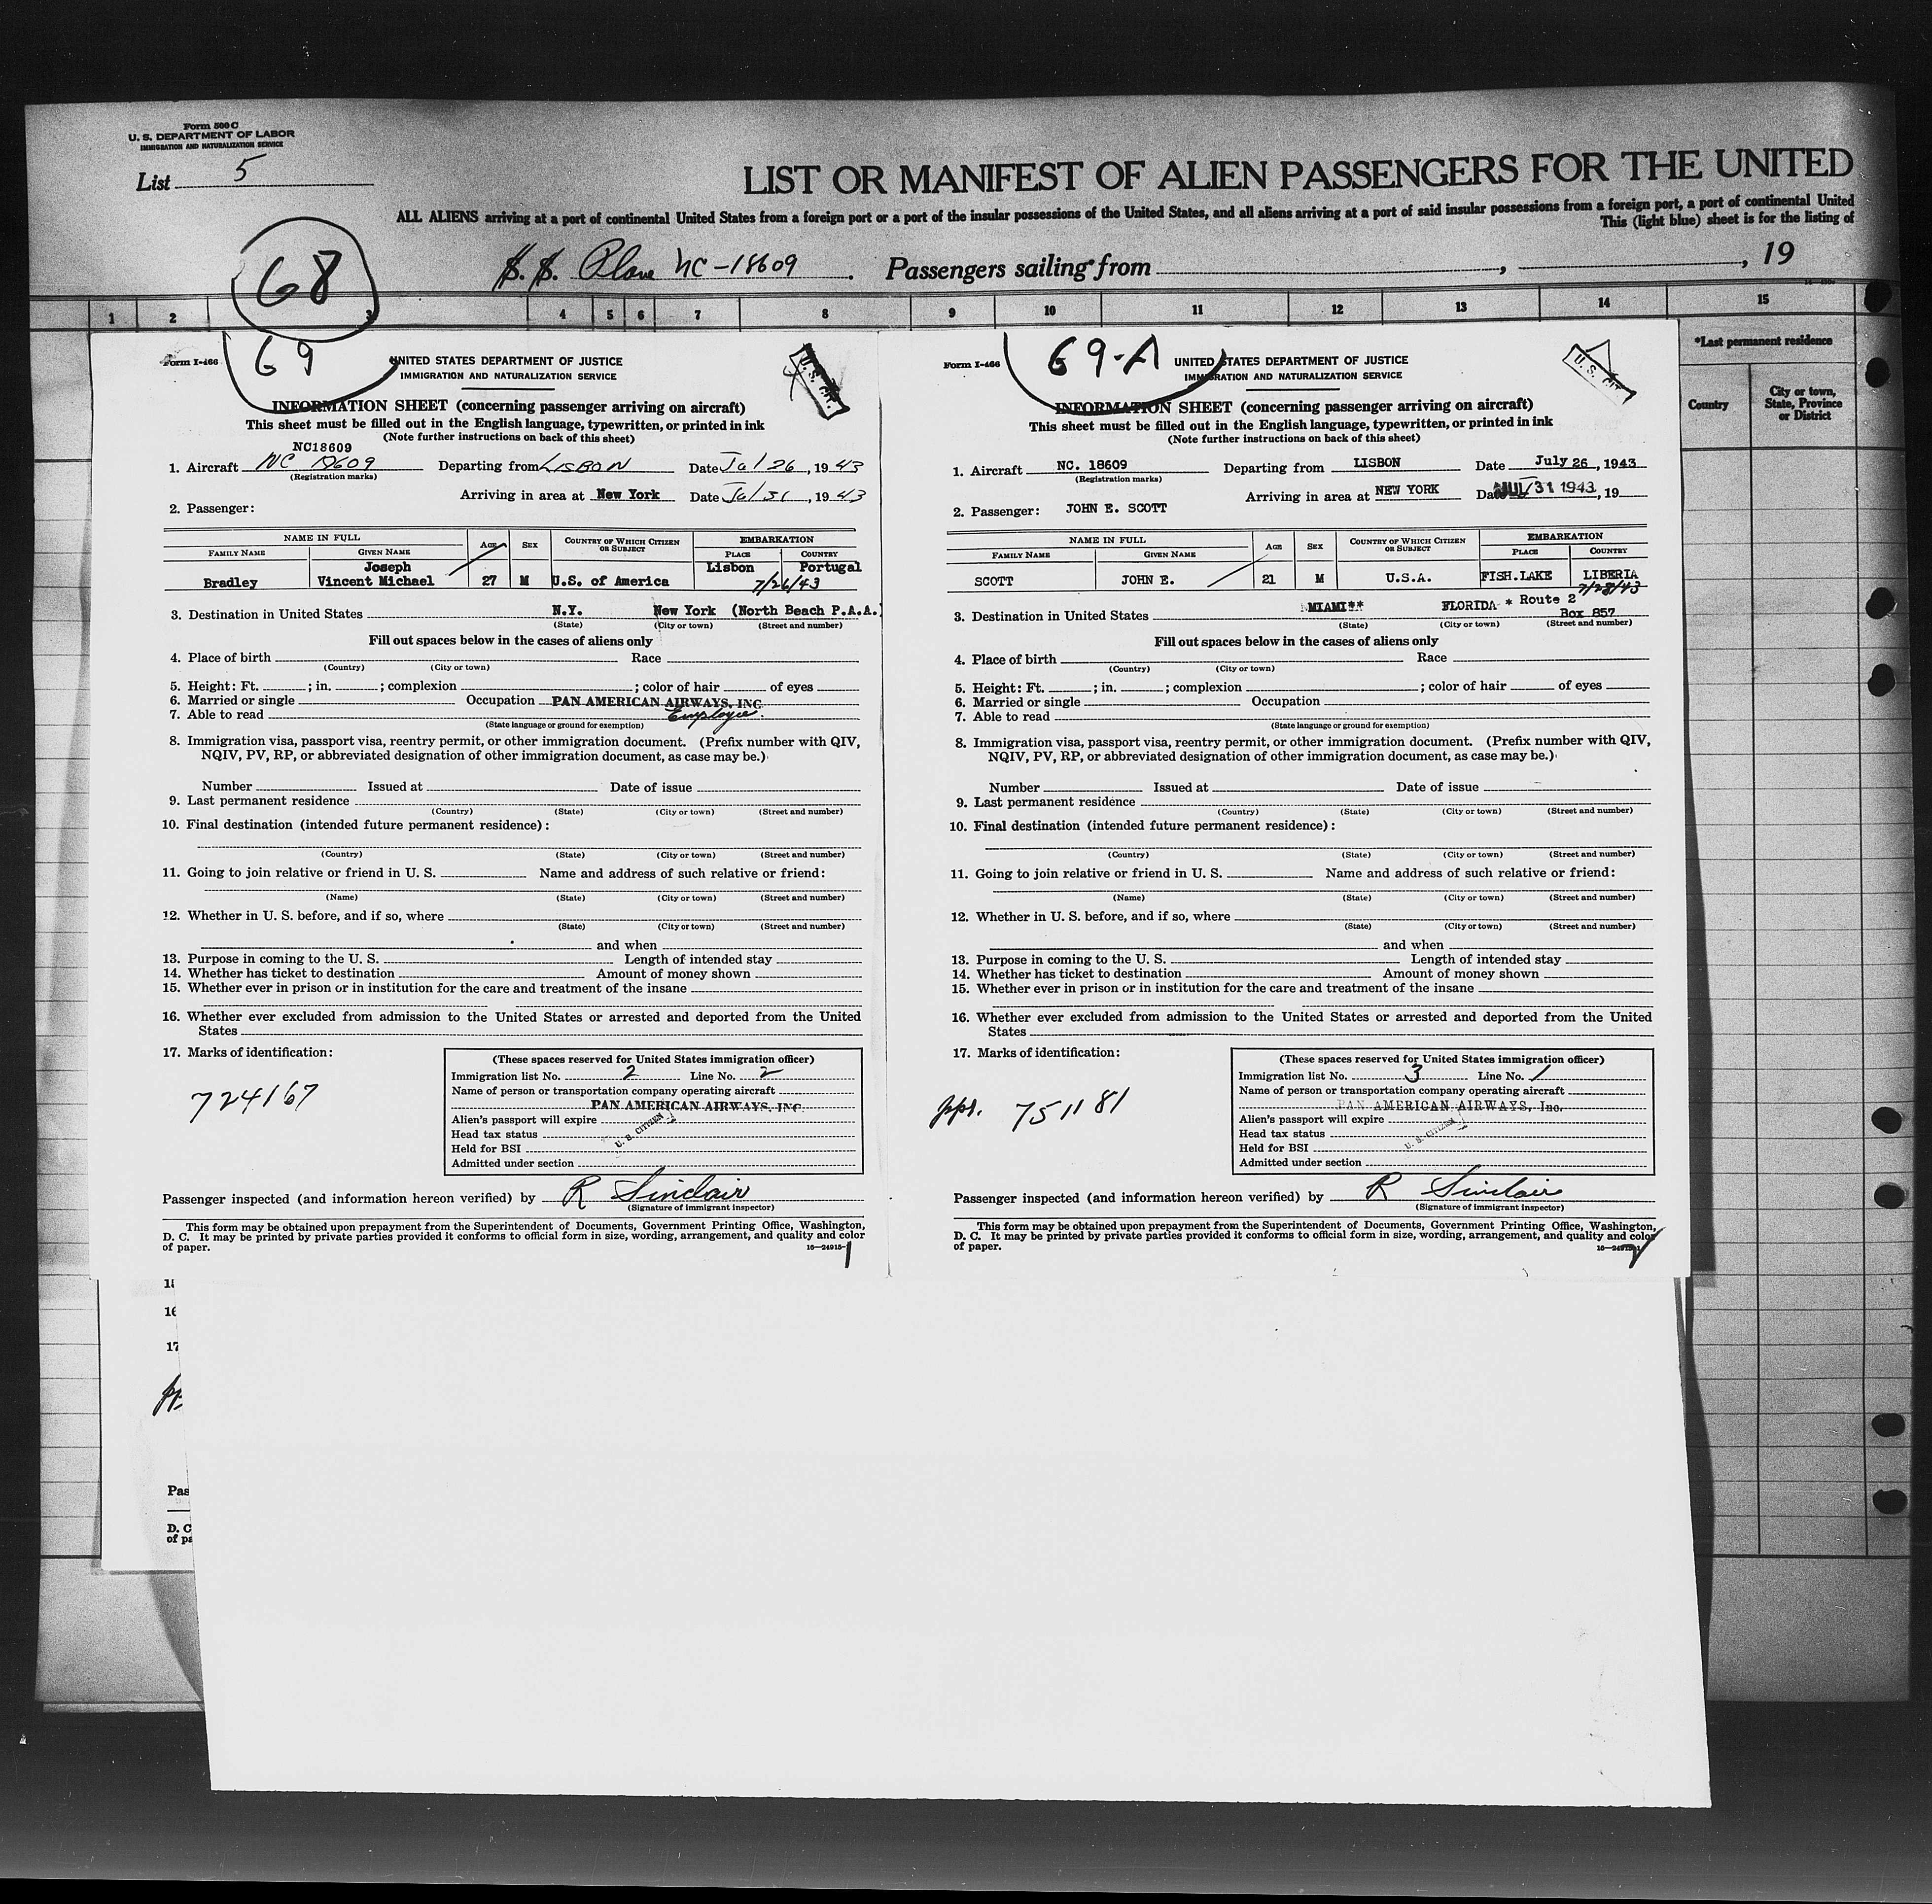 Form 500 C
U. S. DEPARTMENT OF LABOR
IMMIGRATION AND NATURALIZATION SERVICE
List 5
LIST OR MANIFEST OF ALIEN PASSENGERS FOR THE UNITED
ALL ALIENS arriving at a port of continental United States from a foreign port or a port of the insular possessions of the United States, and all aliens arriving at a port of said insular possessions from a foreign port, a port of continental United
This (light blue) sheet is for the listing of
68
S. S. Plane NC-18609. Passengers sailing from , , 19
1 2 3 4 5 6 7 8 9 10 11 12 13 14 15
*Last permanent residence
Country
City or town, State, Province or District
Form I-466
69
UNITED STATES DEPARTMENT OF JUSTICE
IMMIGRATION AND NATURALIZATION SERVICE
INFORMATION SHEET (concerning passenger arriving on aircraft)
This sheet must be filled out in the English language, typewritten, or printed in ink
(Note further instructions on back of this sheet)
NC18609
1. Aircraft NC 18609 Departing from LISBON Date Jul 26, 1943
(Registration marks)
Arriving in area at New York Date Jul 31, 1943
2. Passenger:
NAME IN FULL AGE SEX COUNTRY OF WHICH CITIZEN OR SUBJECT EMBARKATION
FAMILY NAME GIVEN NAME PLACE COUNTRY
Joseph Lisbon Portugal
Bradley Vincent Michael 27 M U.S. of America 7/26/43
3. Destination in United States N.Y. New York (North Beach P.A.A.)
(State) (City or town) (Street and number)
Fill out spaces below in the cases of aliens only
4. Place of birth Race
(Country) (City or town)
5. Height: Ft. ; in. ; complexion ; color of hair of eyes
6. Married or single Occupation PAN AMERICAN AIRWAYS, INC
7. Able to read Employee.
(State language or ground for exemption)
8. Immigration visa, passport visa, reentry permit, or other immigration document. (Prefix number with QIV,
NQIV, PV, RP, or abbreviated designation of other immigration document, as case may be.)
Number Issued at Date of issue
9. Last permanent residence
(Country) (State) (City or town) (Street and number)
10. Final destination (intended future permanent residence):
(Country) (State) (City or town) (Street and number)
11. Going to join relative or friend in U. S. Name and address of such relative or friend:
(Name) (State) (City or town) (Street and number)
12. Whether in U. S. before, and if so, where
(State) (City or town) (Street and number)
and when
13. Purpose in coming to the U. S. Length of intended stay
14. Whether has ticket to destination Amount of money shown
15. Whether ever in prison or in institution for the care and treatment of the insane
16. Whether ever excluded from admission to the United States or arrested and deported from the United
States
17. Marks of identification:
724167
(These spaces reserved for United States immigration officer)
Immigration list No. 2 Line No. 2
Name of person or transportation company operating aircraft
PAN AMERICAN AIRWAYS, INC.
Alien's passport will expire
U. S. CITIZEN
Head tax status
Held for BSI
Admitted under section
Passenger inspected (and information hereon verified) by R Sinclair
(Signature of immigrant inspector)
This form may be obtained upon prepayment from the Superintendent of Documents, Government Printing Office, Washington,
D. C. It may be printed by private parties provided it conforms to official form in size, wording, arrangement, and quality and color
of paper. 16—24915-1
Form I-466
69-A
U. S. CIT.
UNITED STATES DEPARTMENT OF JUSTICE
IMMIGRATION AND NATURALIZATION SERVICE
INFORMATION SHEET (concerning passenger arriving on aircraft)
This sheet must be filled out in the English language, typewritten, or printed in ink
(Note further instructions on back of this sheet)
1. Aircraft NC. 18609 Departing from LISBON Date July 26, 1943
(Registration marks)
Arriving in area at NEW YORK Date JUL 31 1943, 19
2. Passenger: JOHN E. SCOTT
NAME IN FULL AGE SEX COUNTRY OF WHICH CITIZEN OR SUBJECT EMBARKATION
FAMILY NAME GIVEN NAME PLACE COUNTRY
SCOTT JOHN E. 21 M U.S.A. FISH.LAKE LIBERIA
7/28/43
3. Destination in United States MIAMI** FLORIDA * Route 2
Box 857
(State) (City or town) (Street and number)
Fill out spaces below in the cases of aliens only
4. Place of birth Race
(Country) (City or town)
5. Height: Ft. ; in. ; complexion ; color of hair of eyes
6. Married or single Occupation
7. Able to read
(State language or ground for exemption)
8. Immigration visa, passport visa, reentry permit, or other immigration document. (Prefix number with QIV,
NQIV, PV, RP, or abbreviated designation of other immigration document, as case may be.)
Number Issued at Date of issue
9. Last permanent residence
(Country) (State) (City or town) (Street and number)
10. Final destination (intended future permanent residence):
(Country) (State) (City or town) (Street and number)
11. Going to join relative or friend in U. S. Name and address of such relative or friend:
(Name) (State) (City or town) (Street and number)
12. Whether in U. S. before, and if so, where
(State) (City or town) (Street and number)
and when
13. Purpose in coming to the U. S. Length of intended stay
14. Whether has ticket to destination Amount of money shown
15. Whether ever in prison or in institution for the care and treatment of the insane
16. Whether ever excluded from admission to the United States or arrested and deported from the United
States
17. Marks of identification:
ppr. 751181
(These spaces reserved for United States immigration officer)
Immigration list No. 3 Line No. 1
Name of person or transportation company operating aircraft
PAN AMERICAN AIRWAYS, Inc.
Alien's passport will expire
U. S. CITIZEN
Head tax status
Held for BSI
Admitted under section
Passenger inspected (and information hereon verified) by R Sinclair
(Signature of immigrant inspector)
This form may be obtained upon prepayment from the Superintendent of Documents, Government Printing Office, Washington,
D. C. It may be printed by private parties provided it conforms to official form in size, wording, arrangement, and quality and color
of paper.
16
17
Pas
D. C
of pa